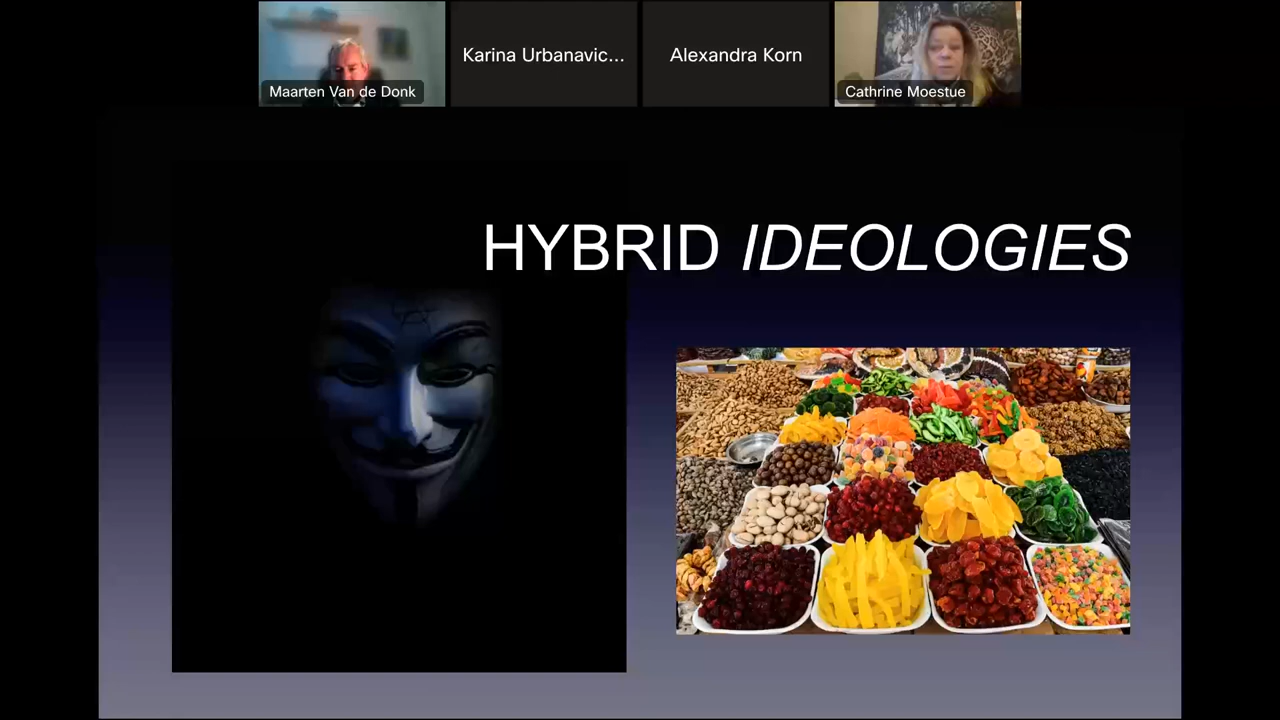 Maarten Van de Donk
Karina Urbanavic...
Alexandra Korn
Cathrine Moestue
HYBRID IDEOLOGIES